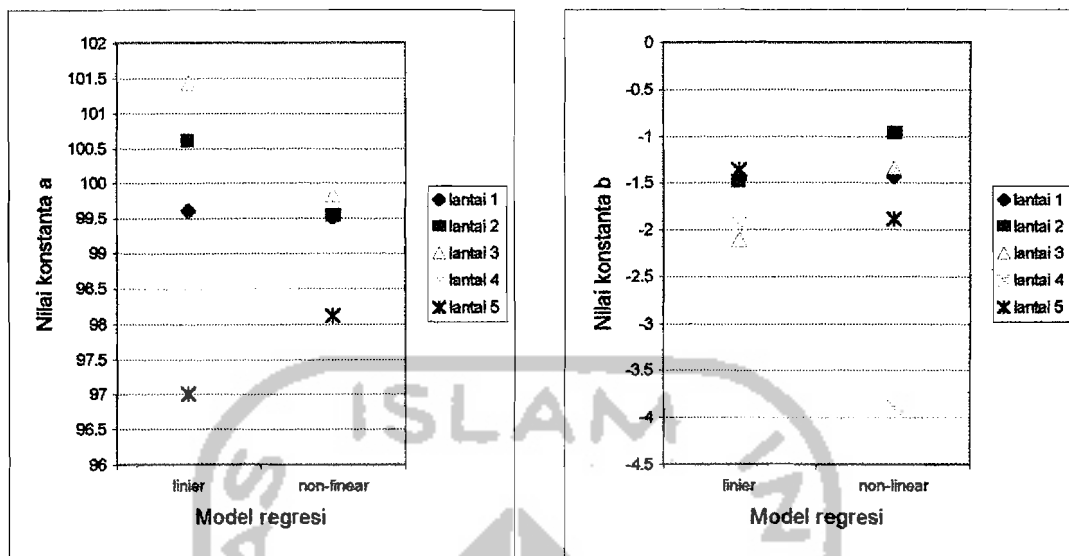 102
101.5
101
100.5
100
99.5
99
98.5
98
97.5
97
96.5
96
Nilai konstanta a
linier
non-linear
Model regresi
lantai 1
lantai 2
lantai 3
lantai 4
lantai 5
0
-0.5
-1
-1.5
-2
-2.5
-3
-3.5
-4
-4.5
Nilai konstanta b
linier
non-linear
Model regresi
lantai 1
lantai 2
lantai 3
lantai 4
lantai 5
ISLAM
AS
IN